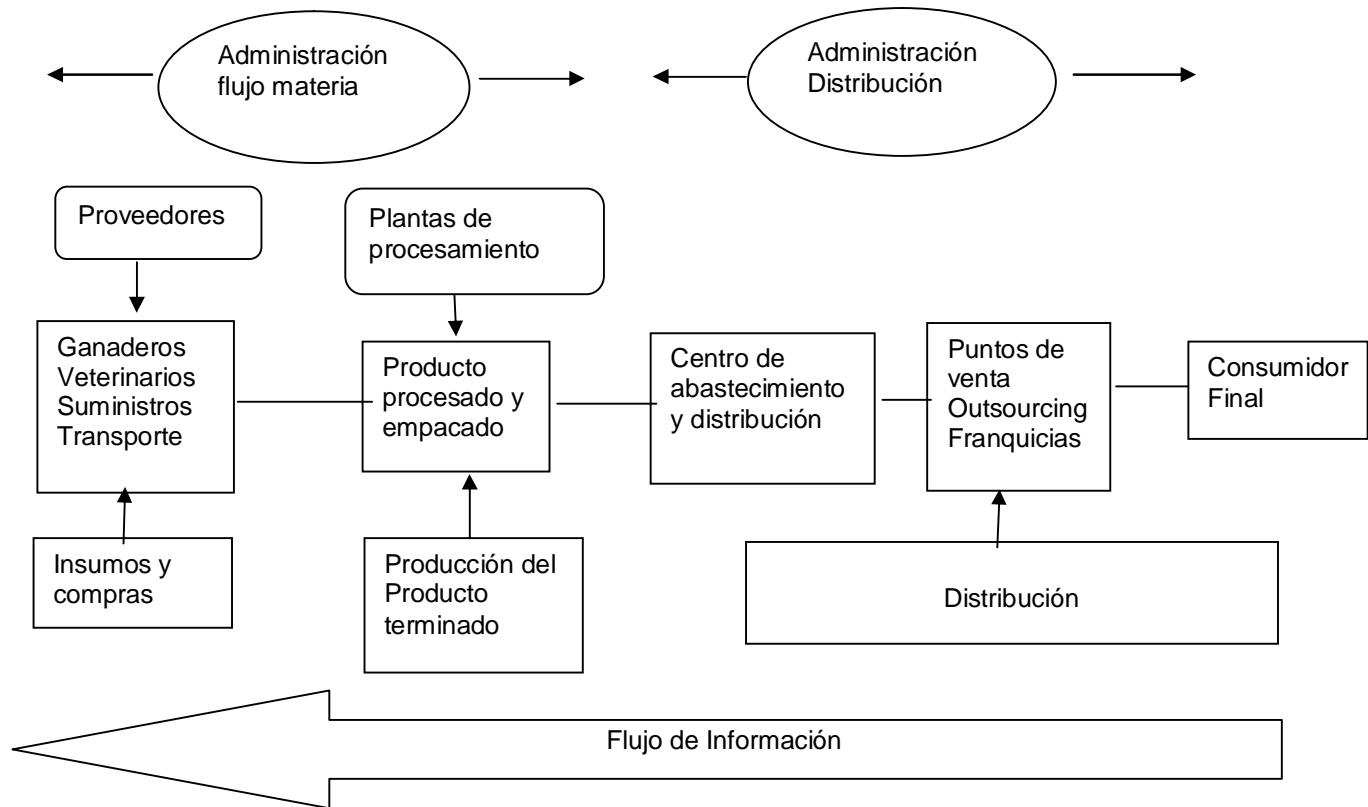 Administración
flujo materia
Administración
Distribución
Proveedores
Plantas de
procesamiento
Ganaderos
Veterinarios
Suministros
Transporte
Producto
procesado y
empacado
Centro de
abastecimiento
y distribución
Puntos de
venta
Outsourcing
Franquicias
Consumidor
Final
Insumos y
compras
Producción del
Producto
terminado
Distribución
Flujo de Información